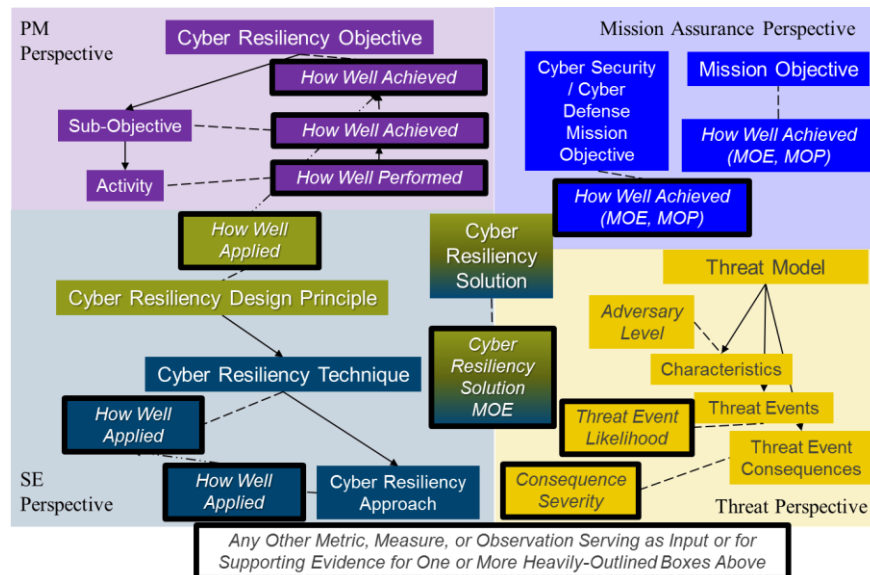 PM
Perspective
Cyber Resiliency Objective
How Well Achieved
Sub-Objective
How Well Achieved
Activity
How Well Performed
Mission Assurance Perspective
Cyber Security
/ Cyber
Defense
Mission
Objective
Mission Objective
How Well Achieved
(MOE, MOP)
How Well Achieved
(MOE, MOP)
How Well
Applied
Cyber Resiliency Design Principle
Cyber Resiliency Technique
How Well
Applied
How Well
Applied
Cyber Resiliency
Approach
SE
Perspective
Cyber
Resiliency
Solution
Cyber
Resiliency
Solution
MOE
Threat Model
Adversary
Level
Characteristics
Threat Events
Threat Event
Likelihood
Threat Event
Consequences
Consequence
Severity
Threat Perspective
Any Other Metric, Measure, or Observation Serving as Input or for
Supporting Evidence for One or More Heavily-Outlined Boxes Above